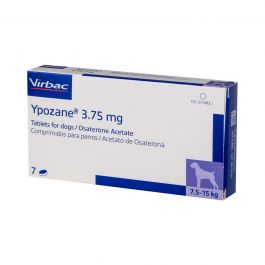 Virbac
Ypozane® 3.75 mg
Tablets for dogs / Osaterone Acetate
Comprimidos para perros / Acetato de Osaterona
7
7.5-15 kg